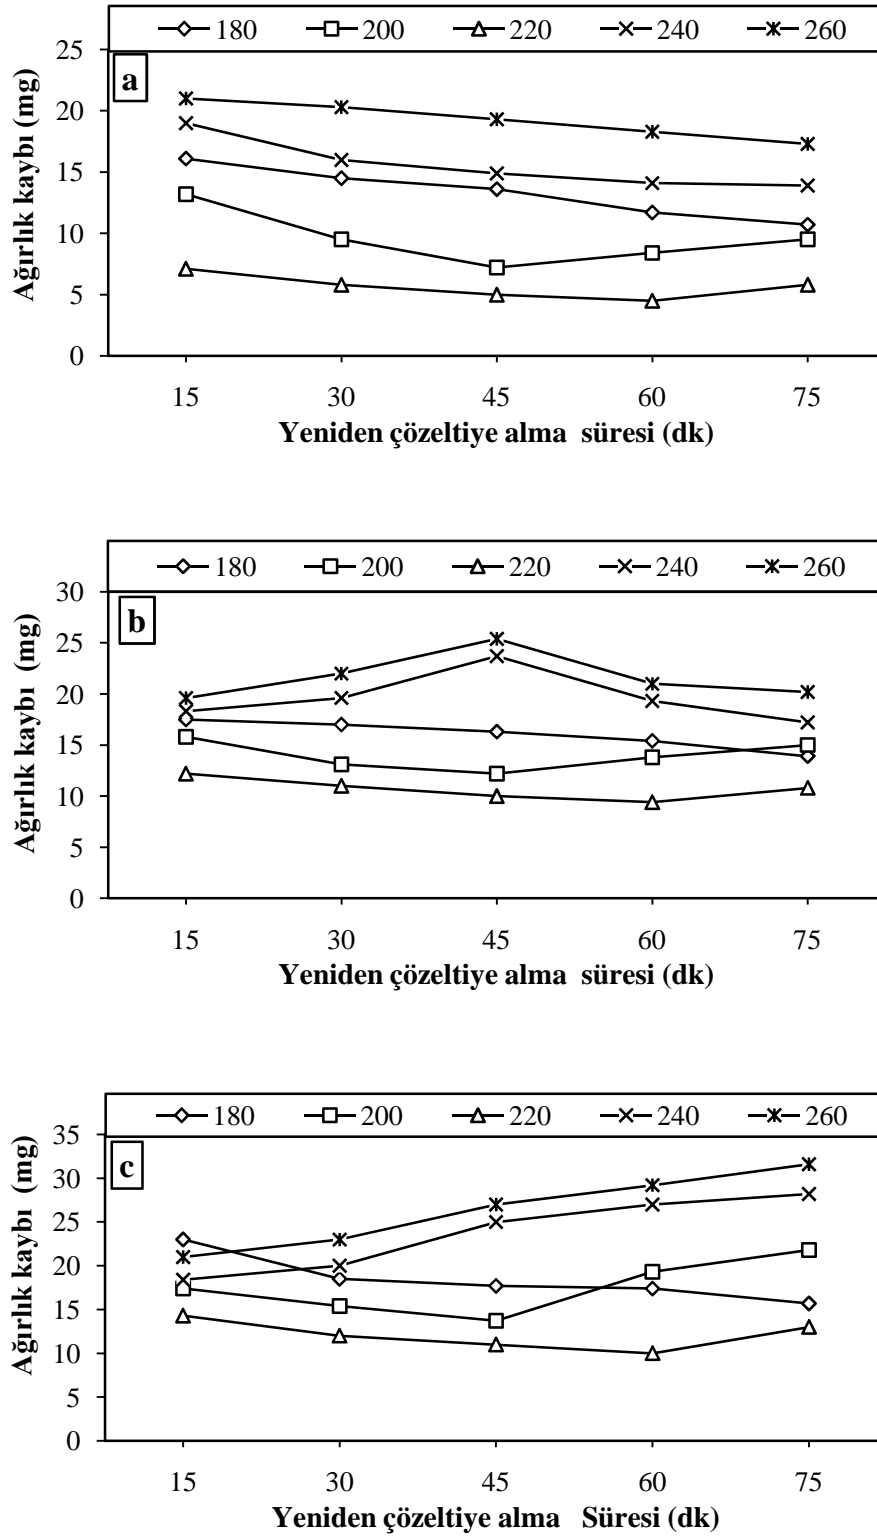 180 200 220 240 260
a
25
20
15
10
5
0
Ağırlık kaybı (mg)
15 30 45 60 75
Yeniden çözeltiye alma süresi (dk)
180 200 220 240 260
b
30
25
20
15
10
5
0
Ağırlık kaybı (mg)
15 30 45 60 75
Yeniden çözeltiye alma süresi (dk)
180 200 220 240 260
c
35
30
25
20
15
10
5
0
Ağırlık kaybı (mg)
15 30 45 60 75
Yeniden çözeltiye alma Süresi (dk)